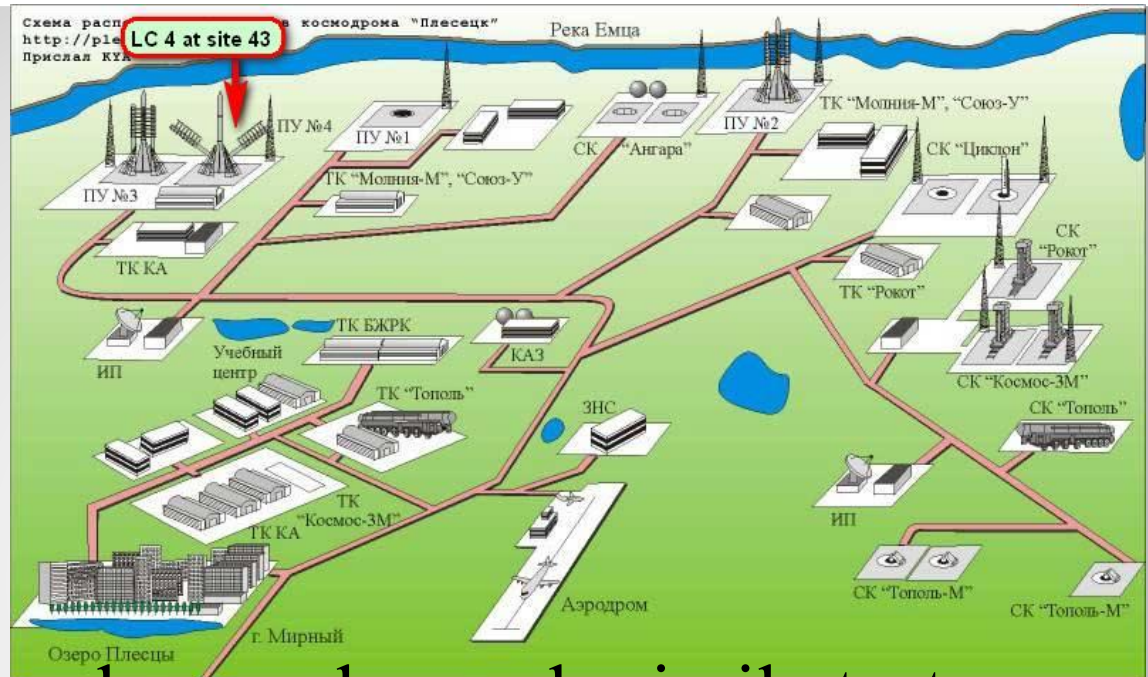 Схема расп
в космодрома "Плесецк"
LC 4 at site 43
Прислал
Река Емца
ПУ №4
ПУ №1
ПУ №2
ТК "Молния-М", "Союз-У"
СК "Ангара"
СК "Циклон"
ПУ №3
ТК "Молния-М", "Союз-У"
СК
"Рокот"
ТК КА
ТК "Рокот"
ИП
Учебный
центр
ТК БЖРК
КАЗ
СК "Космос-3М"
ТК "Тополь"
ЗНС
СК "Тополь"
ТК
"Космос-3М"
ТК КА
ИП
СК "Тополь-М"
СК "Тополь-М"
Аэродром
г. Мирный
Озеро Плесцы